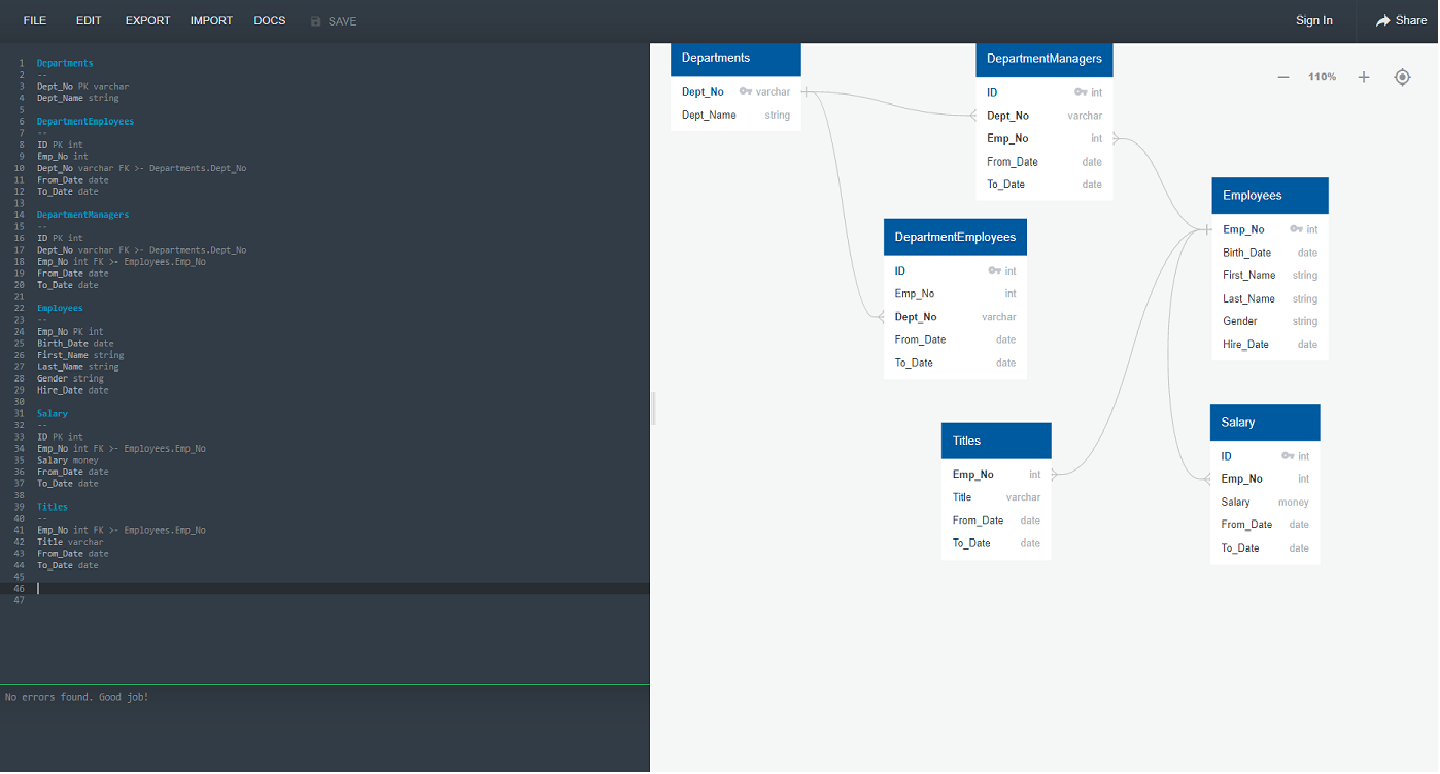 FILE EDIT EXPORT IMPORT DOCS SAVE Sign In Share
1 Departments
2 --
3 Dept_No PK varchar
4 Dept_Name string
5
6 DepartmentEmployees
7 --
8 ID PK int
9 Emp_No int
10 Dept_No varchar FK >- Departments.Dept_No
11 From_Date date
12 To_Date date
13
14 DepartmentManagers
15 --
16 ID PK int
17 Dept_No varchar FK >- Departments.Dept_No
18 Emp_No int FK >- Employees.Emp_No
19 From_Date date
20 To_Date date
21
22 Employees
23 --
24 Emp_No PK int
25 Birth_Date date
26 First_Name string
27 Last_Name string
28 Gender string
29 Hire_Date date
30
31 Salary
32 --
33 ID PK int
34 Emp_No int FK >- Employees.Emp_No
35 Salary money
36 From_Date date
37 To_Date date
38
39 Titles
40 --
41 Emp_No int FK >- Employees.Emp_No
42 Title varchar
43 From_Date date
44 To_Date date
45
46
47
No errors found. Good job!
Departments
Dept_No varchar
Dept_Name string
DepartmentManagers
ID int
Dept_No varchar
Emp_No int
From_Date date
To_Date date
110%
DepartmentEmployees
ID int
Emp_No int
Dept_No varchar
From_Date date
To_Date date
Employees
Emp_No int
Birth_Date date
First_Name string
Last_Name string
Gender string
Hire_Date date
Titles
Emp_No int
Title varchar
From_Date date
To_Date date
Salary
ID int
Emp_No int
Salary money
From_Date date
To_Date date